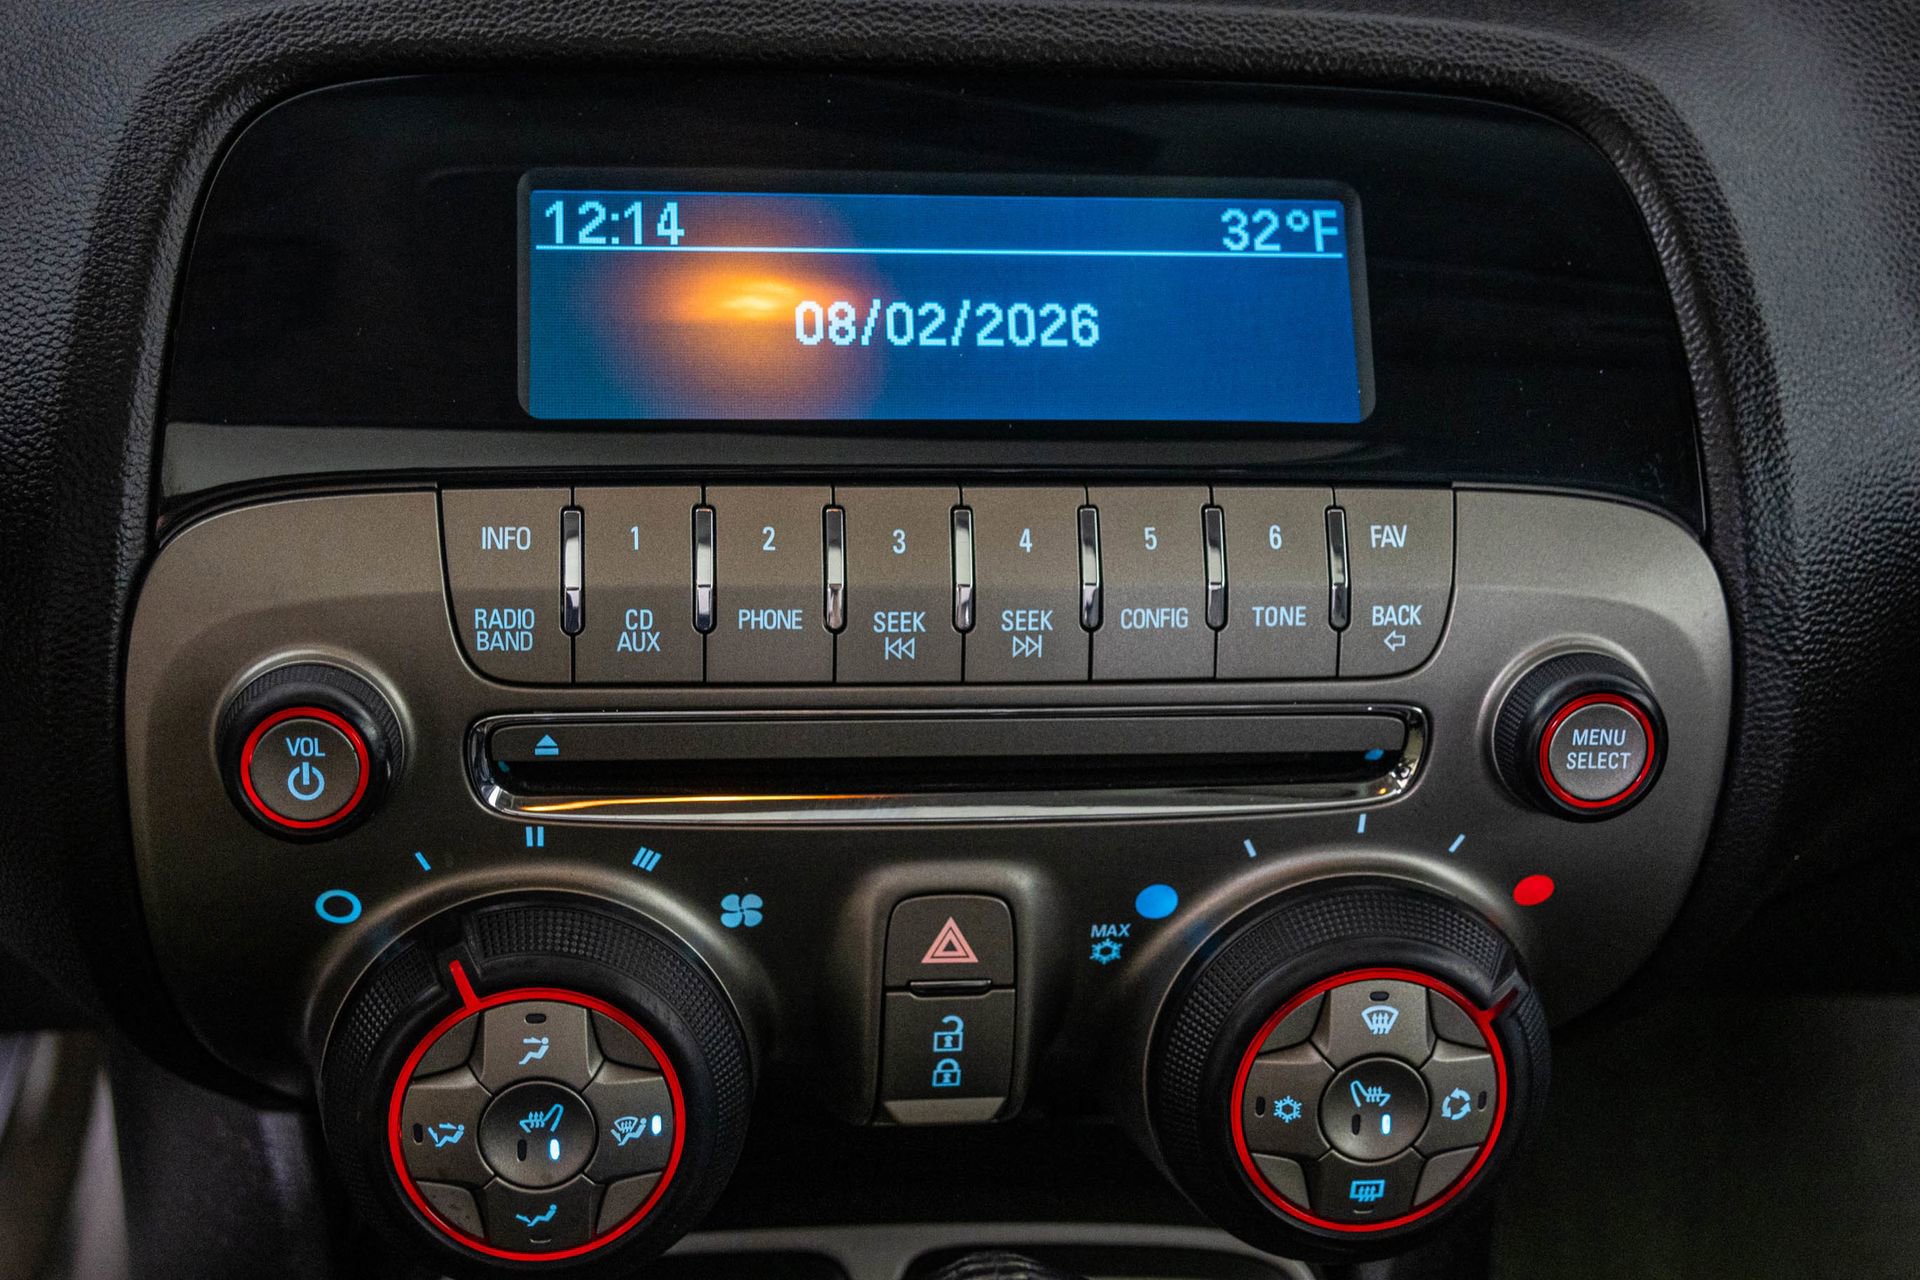 12:14 32°F
08/02/2026
INFO 1 2 3 4 5 6 FAV
RADIO BAND CD AUX PHONE SEEK SEEK CONFIG TONE BACK
VOL
MENU
SELECT
MAX